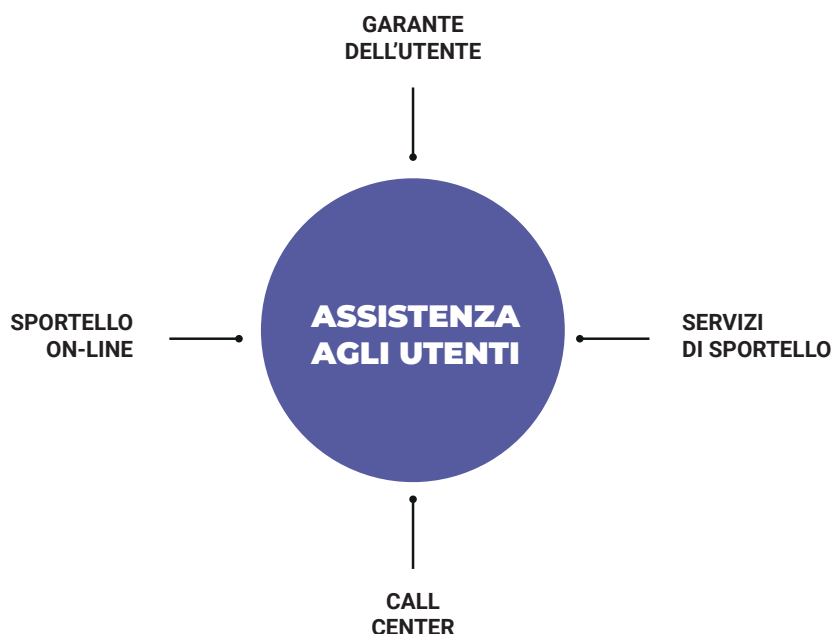 GARANTE
DELL’UTENTE
SPORTELLO
ON-LINE
ASSISTENZA
AGLI UTENTI
SERVIZI
DI SPORTELLO
CALL
CENTER